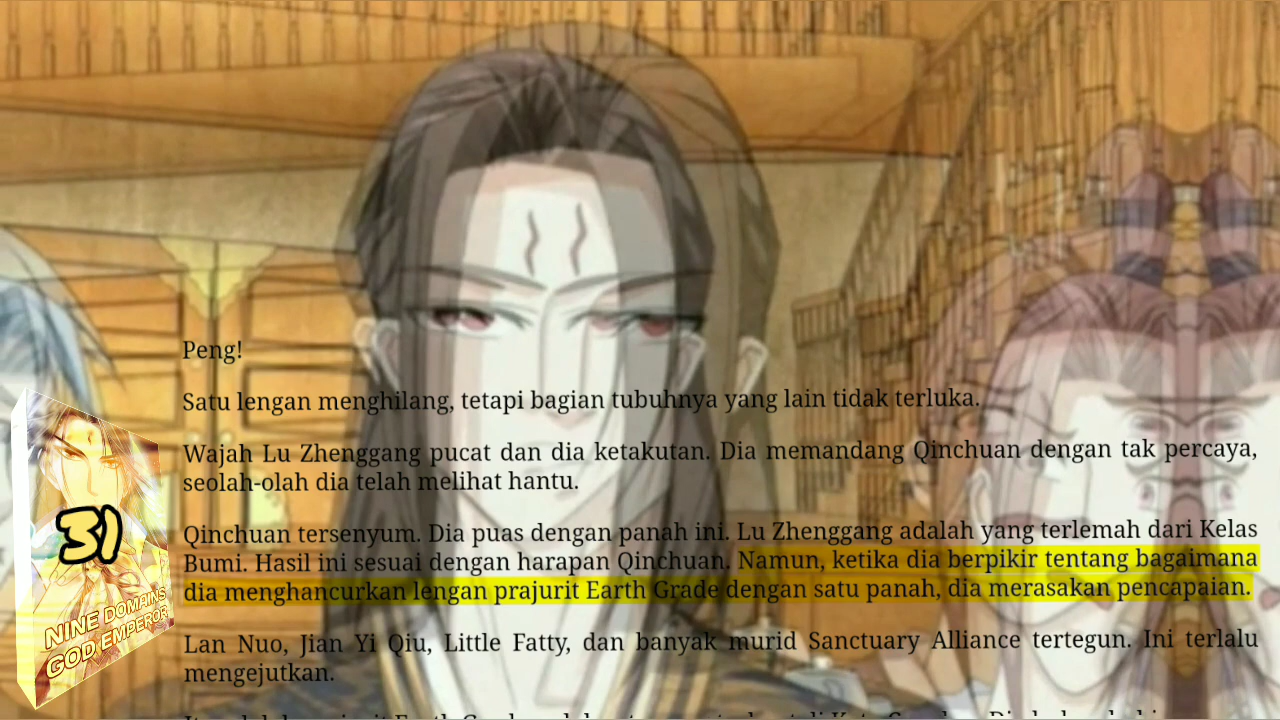 Peng!
Satu lengan menghilang, tetapi bagian tubuhnya yang lain tidak terluka.
Wajah Lu Zhenggang pucat dan dia ketakutan. Dia memandang Qinchuan dengan tak percaya,
seolah-olah dia telah melihat hantu.
Qinchuan tersenyum. Dia puas dengan panah ini. Lu Zhenggang adalah yang terlemah dari Kelas
Bumi. Hasil ini sesuai dengan harapan Qinchuan. Namun, ketika dia berpikir tentang bagaimana
dia menghancurkan lengan prajurit Earth Grade dengan satu panah, dia merasakan pencapaian.
Lan Nuo, Jian Yi Qiu, Little Fatty, dan banyak murid Sanctuary Alliance tertegun. Ini terlalu
mengejutkan.
31
NINE DOMAINS
GOD EMPEROR